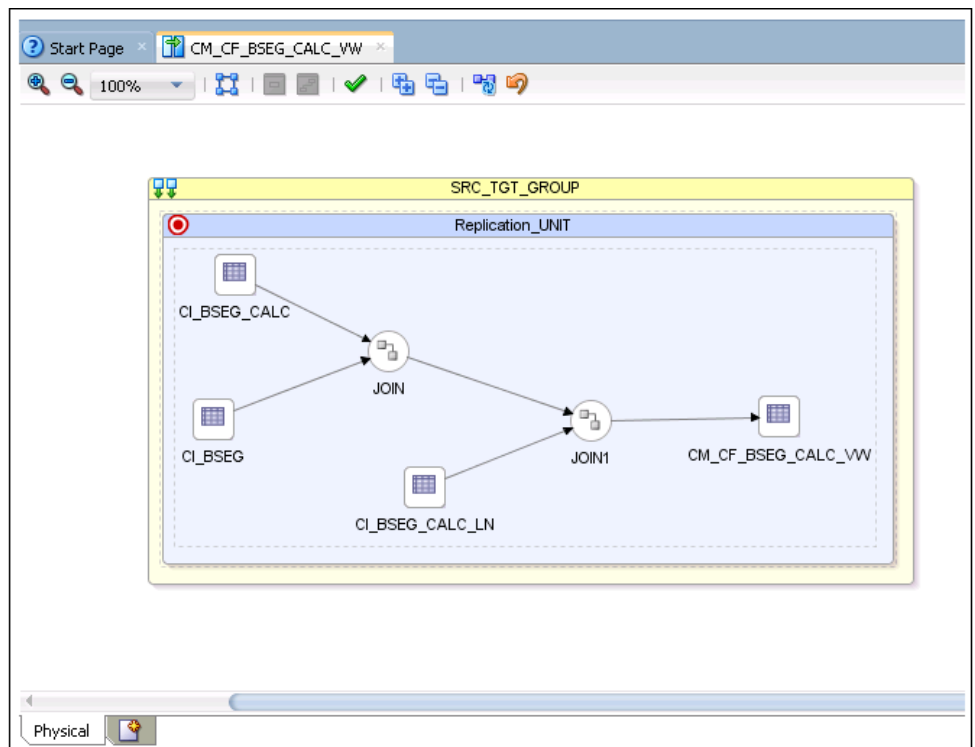 Start Page CM_CF_BSEG_CALC_VW
100%
SRC_TGT_GROUP
Replication_UNIT
CI_BSEG_CALC
JOIN
CI_BSEG
JOIN1
CM_CF_BSEG_CALC_VW
CI_BSEG_CALC_LN
Physical